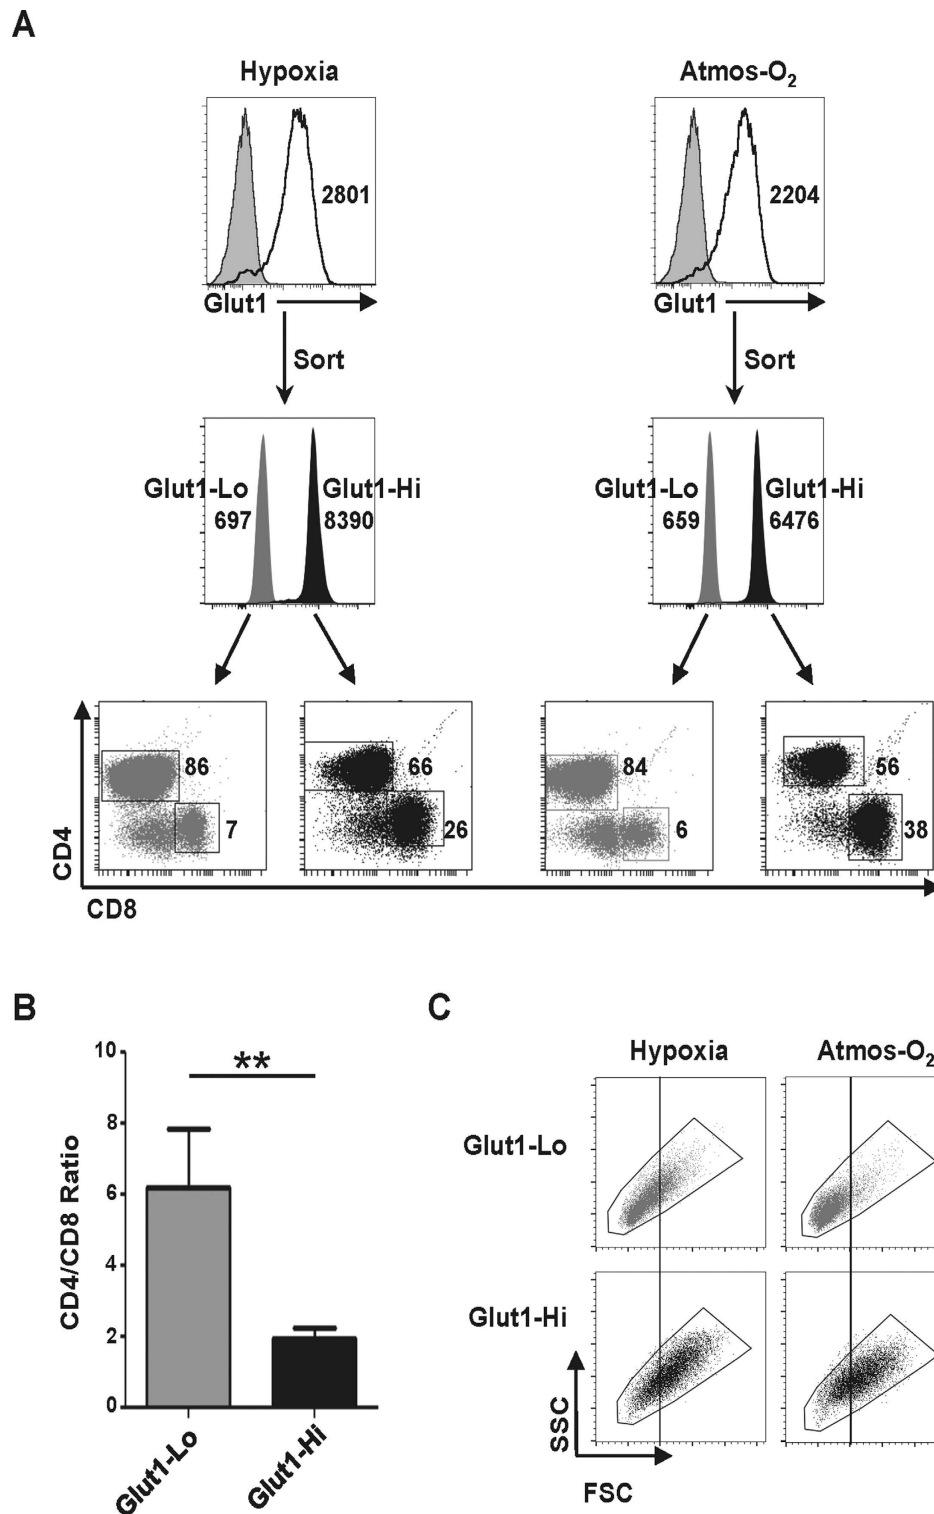 A
Hypoxia
Atmos-O₂
2801
2204
Glut1
Glut1
Sort
Sort
Glut1-Lo
697
Glut1-Hi
8390
Glut1-Lo
659
Glut1-Hi
6476
86
7
66
26
84
6
56
38
CD4
CD8
B
10
8
6
4
2
0
CD4/CD8 Ratio
**
Glut1-Lo
Glut1-Hi
C
Hypoxia
Atmos-O₂
Glut1-Lo
Glut1-Hi
SSC
FSC